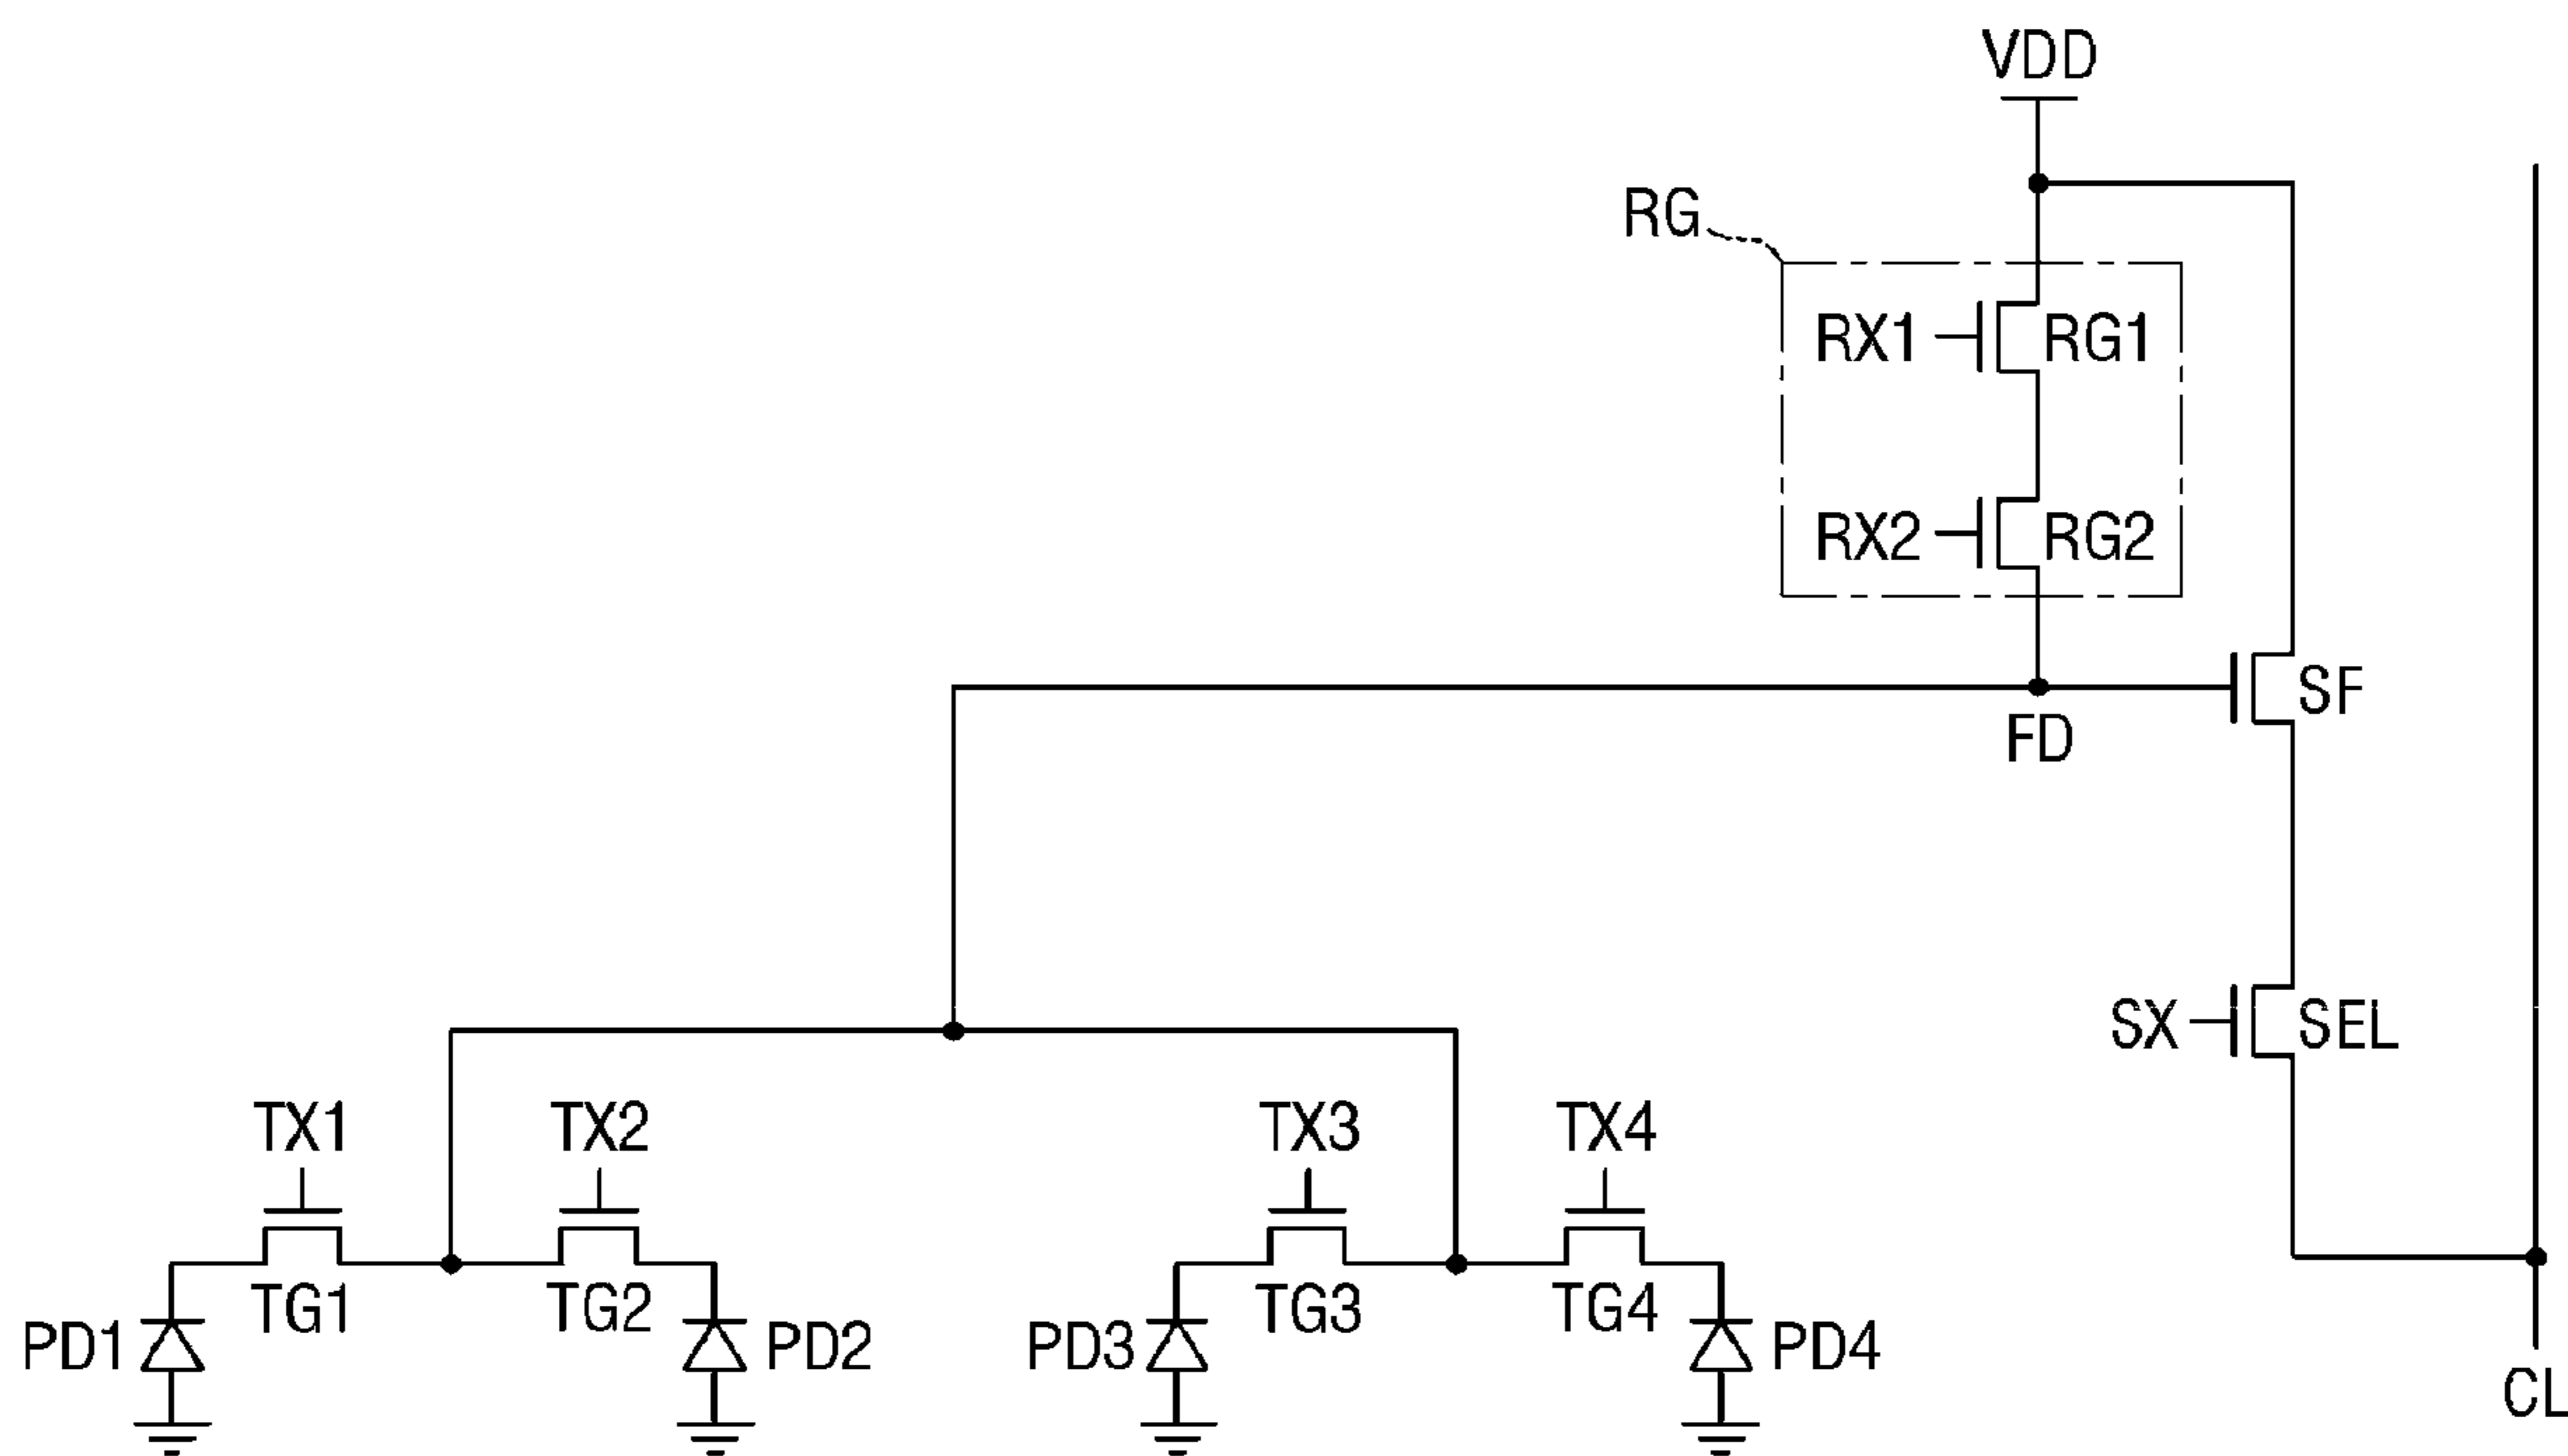 VDD
RG
RX1 RG1
RX2 RG2
SF
FD
SX SEL
TX1 TX2 TX3 TX4
TG1 TG2 TG3 TG4
PD1 PD2 PD3 PD4
CL